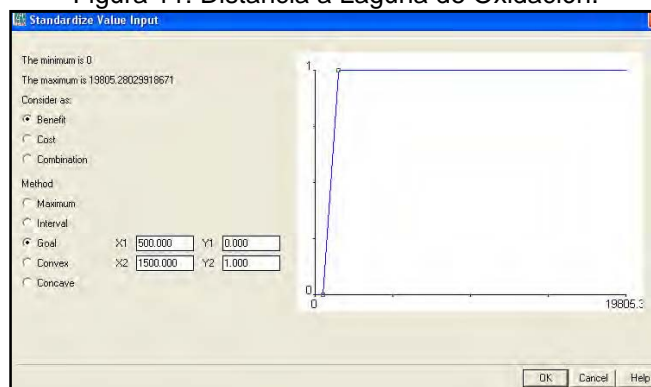 Figura 11. Distancia a Laguna de Oxidación.
Standardize Value Input
The minimum is 0
The maximum is 19805.28029918671
Consider as:
Benefit
Cost
Combination
Method
Maximum
Interval
Goal X1 500.000 Y1 0.000
Convex X2 1500.000 Y2 1.000
Concave
1
0
0 19805.3
OK Cancel Help